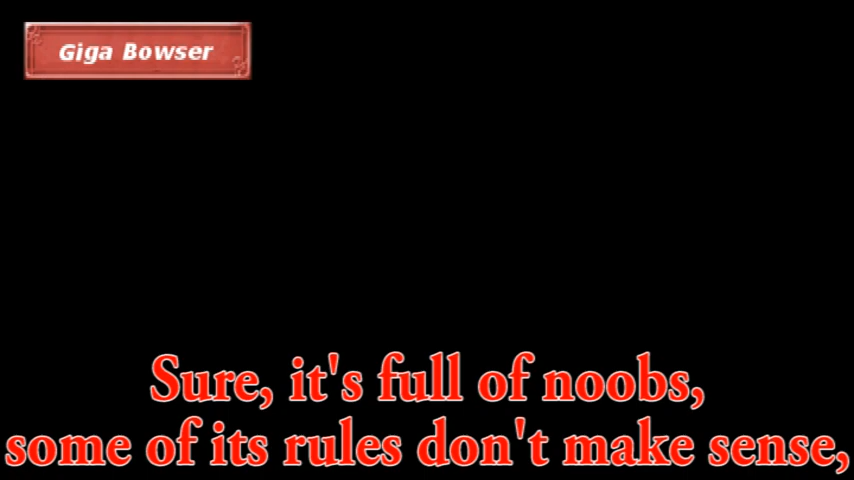 Giga Bowser
Sure, it's full of noobs,
some of its rules don't make sense,